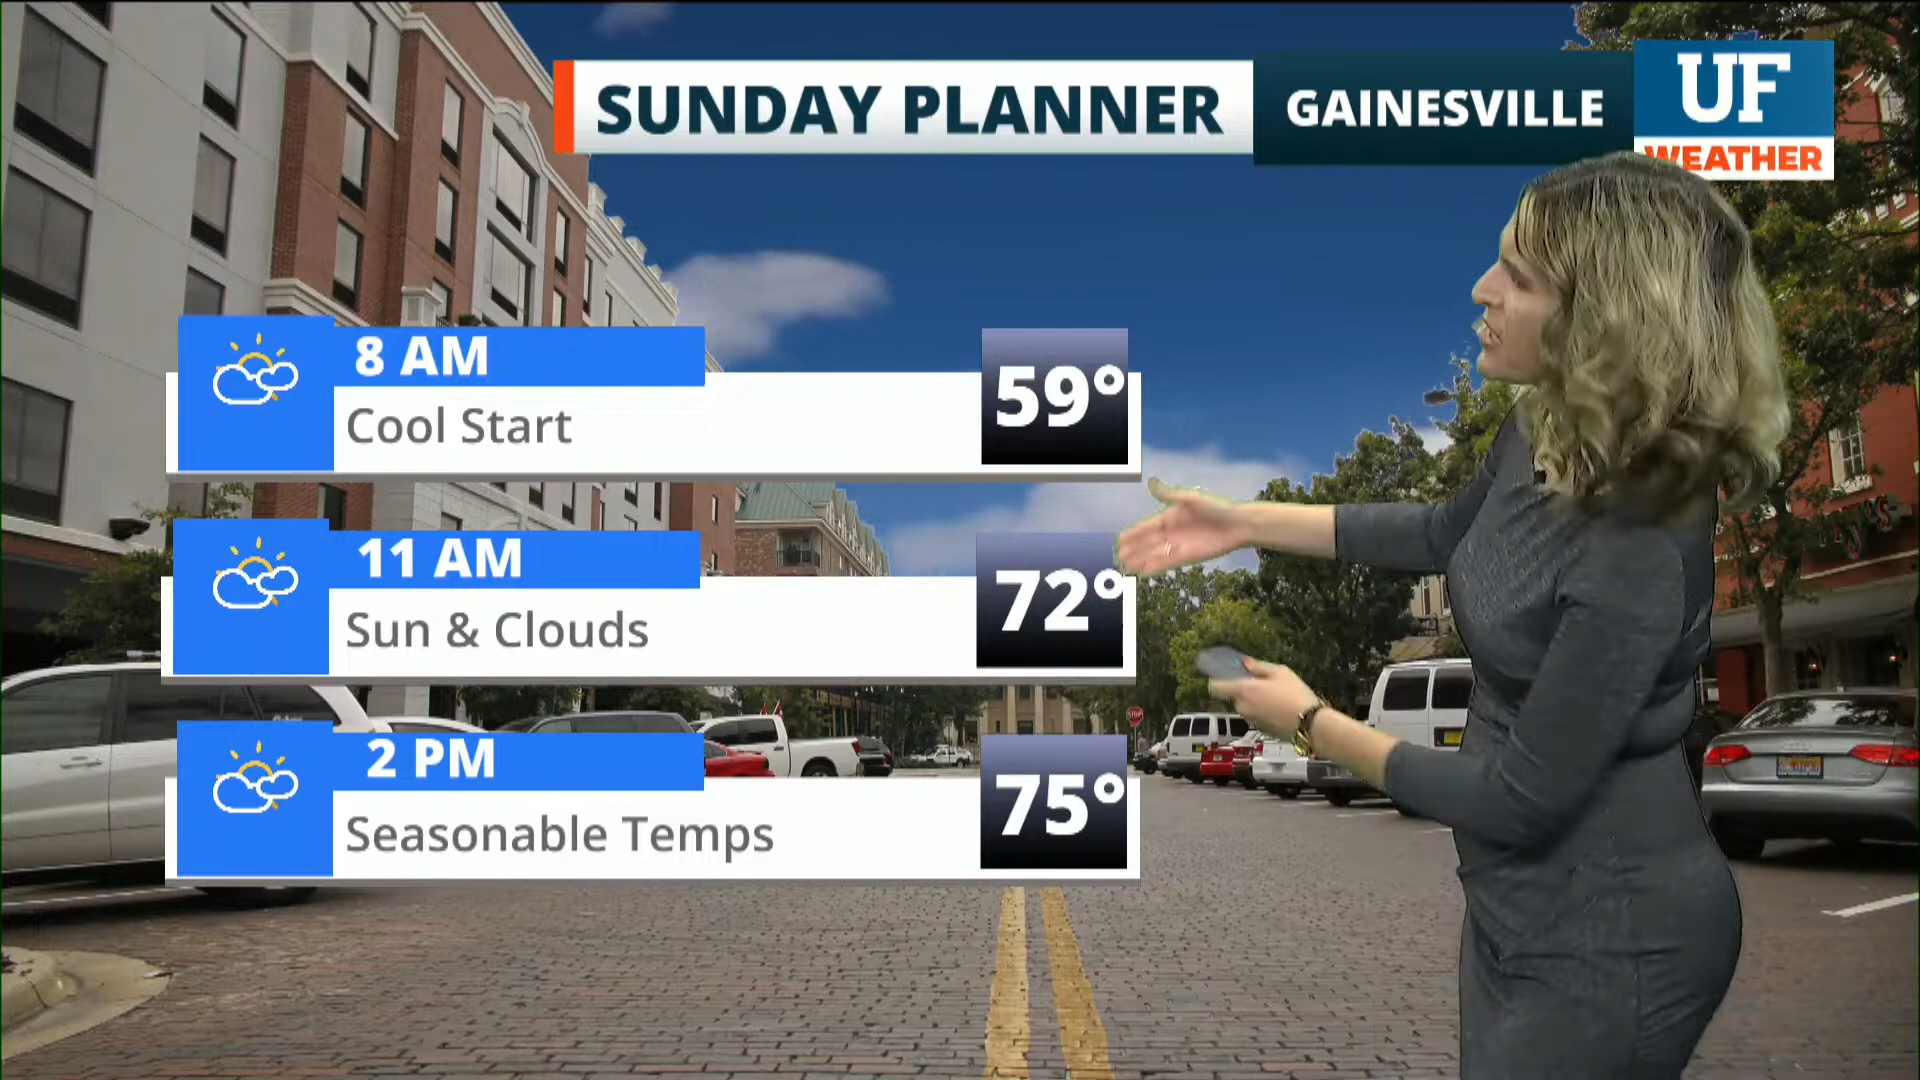 SUNDAY PLANNER
GAINESVILLE
UF
WEATHER
8 AM
Cool Start
59°
11 AM
Sun & Clouds
72°
2 PM
Seasonable Temps
75°
STOP